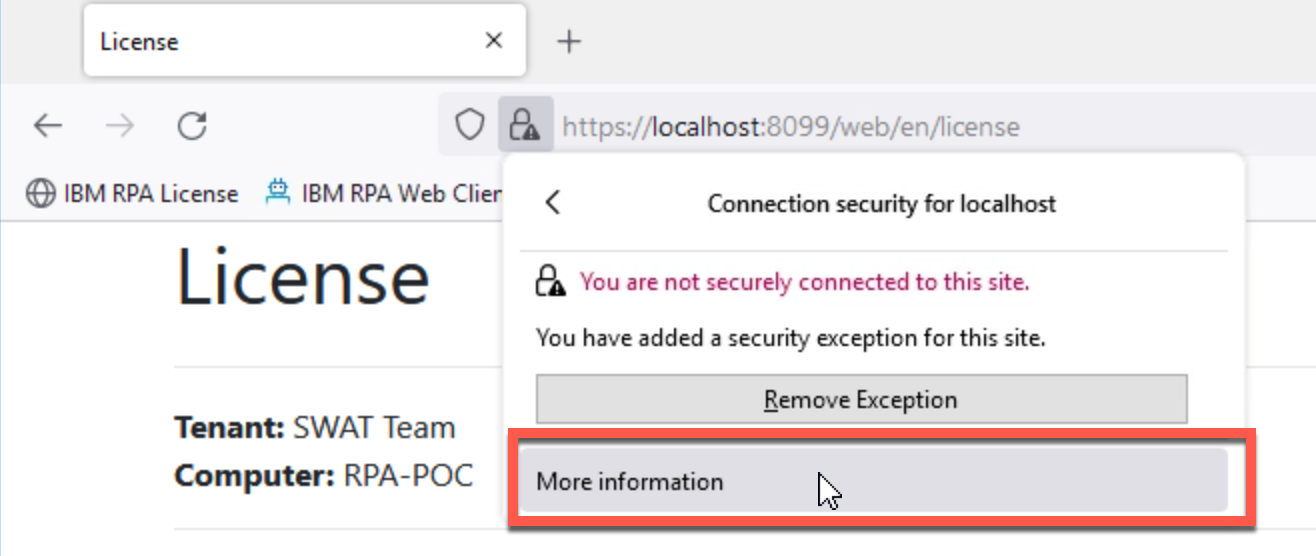 License
https://localhost:8099/web/en/license
IBM RPA License IBM RPA Web Clien
Connection security for localhost
You are not securely connected to this site.
You have added a security exception for this site.
Remove Exception
More information
License
Tenant: SWAT Team
Computer: RPA-POC